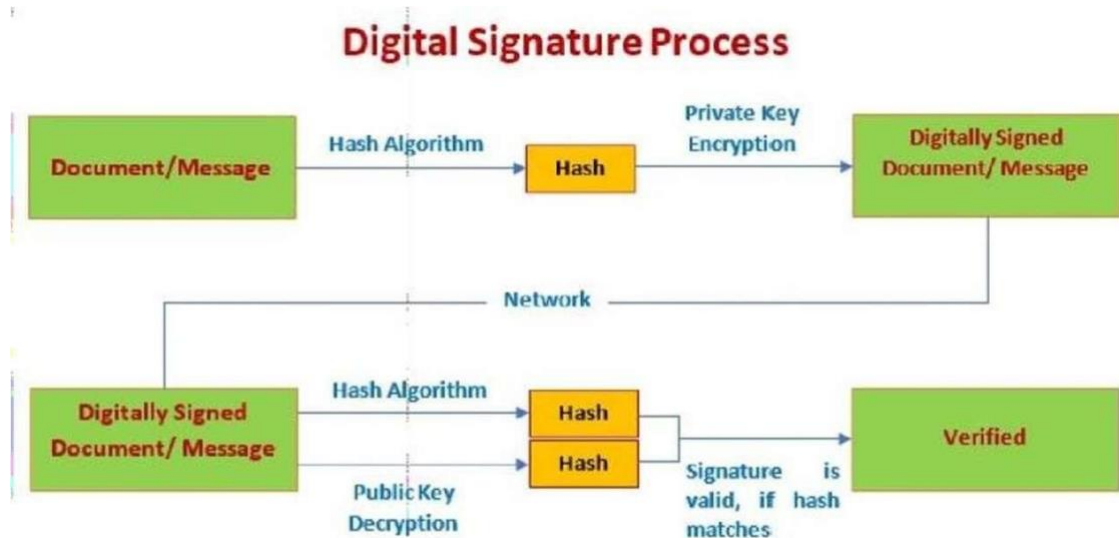 Digital Signature Process
Private Key
Encryption
Hash Algorithm
Document/Message
Hash
Digitally Signed
Document/ Message
Network
Hash Algorithm
Digitally Signed
Document/ Message
Hash
Hash
Public Key
Decryption
Signature is
valid, if hash
matches
Verified